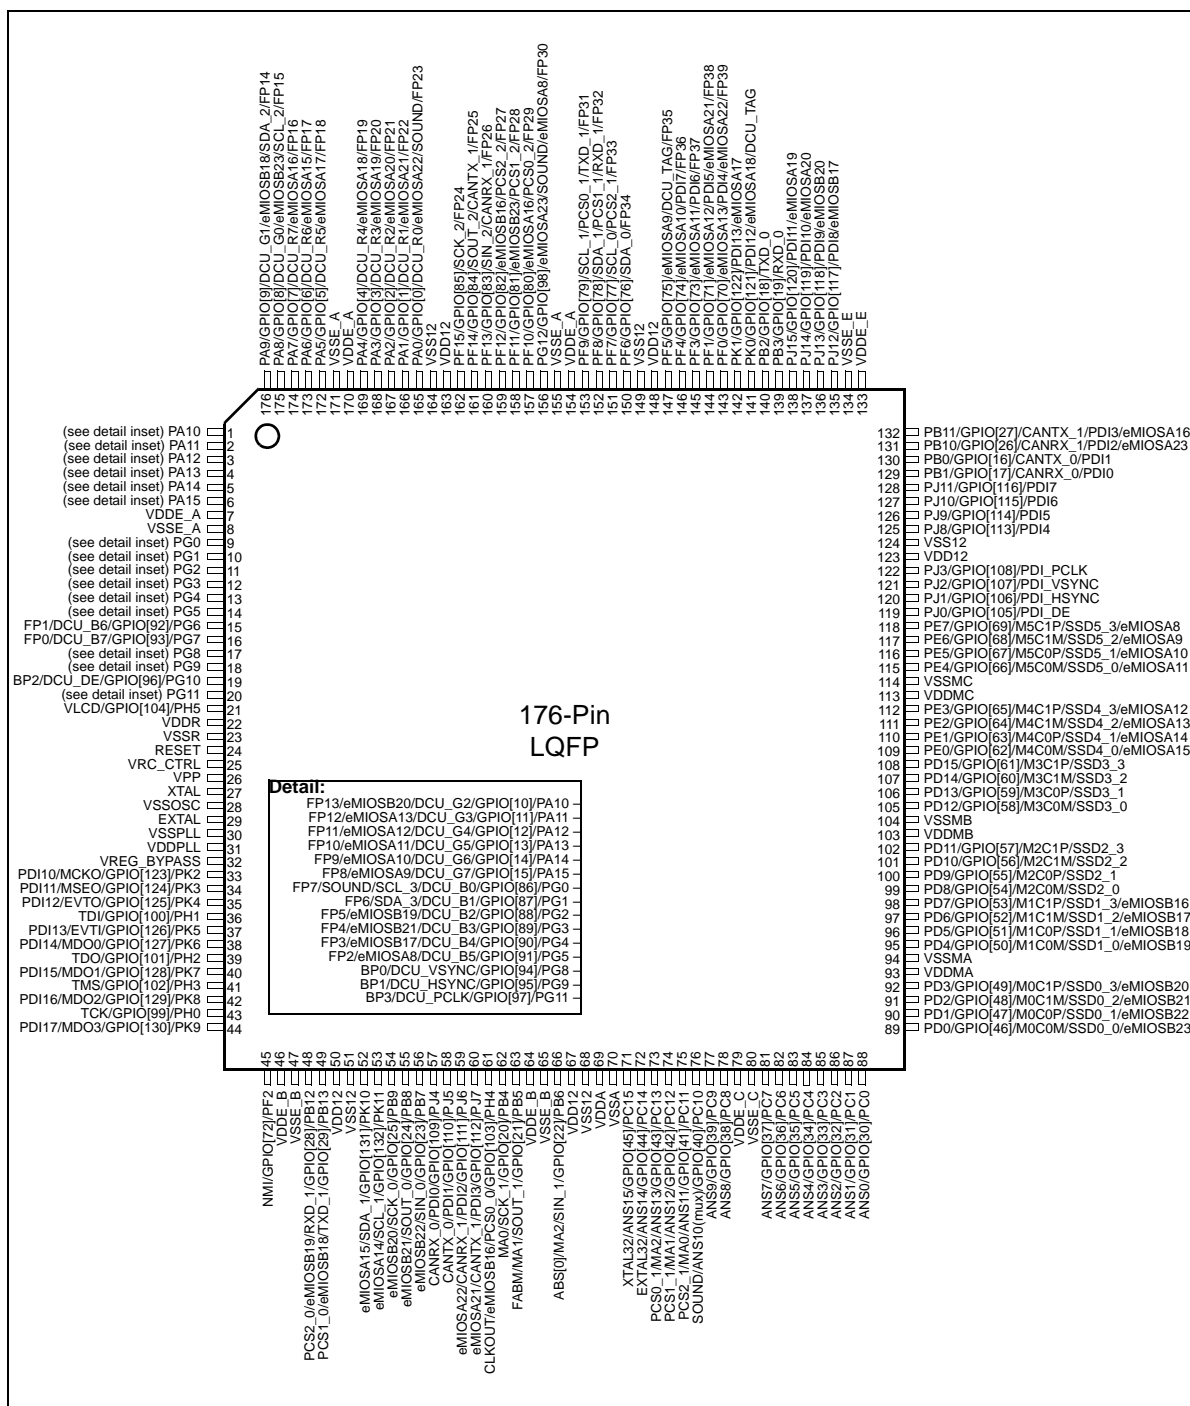 PA9/GPIO[9]/DCU_G1/eMIOSB18/SDA_2/FP14
PA8/GPIO[8]/DCU_G0/eMIOSB23/SCL_2/FP15
PA7/GPIO[7]/DCU_R7/eMIOSA16/FP16
PA6/GPIO[6]/DCU_R6/eMIOSA15/FP17
PA5/GPIO[5]/DCU_R5/eMIOSA17/FP18
VSSE_A
VDDE_A
PA4/GPIO[4]/DCU_R4/eMIOSA18/FP19
PA3/GPIO[3]/DCU_R3/eMIOSA19/FP20
PA2/GPIO[2]/DCU_R2/eMIOSA20/FP21
PA1/GPIO[1]/DCU_R1/eMIOSA21/FP22
PA0/GPIO[0]/DCU_R0/eMIOSA22/SOUND/FP23
VSS12
VDD12
PF15/GPIO[85]/SCK_2/FP24
PF14/GPIO[84]/SOUT_2/CANTX_1/FP25
PF13/GPIO[83]/SIN_2/CANRX_1/FP26
PF12/GPIO[82]/eMIOSB16/PCS2_2/FP27
PF11/GPIO[81]/eMIOSB23/PCS1_2/FP28
PF10/GPIO[80]/eMIOSA16/PCS0_2/FP29
PG12/GPIO[98]/eMIOSA23/SOUND/eMIOSA8/FP30
VSSE_A
VDDE_A
PF9/GPIO[79]/SCL_1/PCS0_1/TXD_1/FP31
PF8/GPIO[78]/SDA_1/PCS1_1/RXD_1/FP32
PF7/GPIO[77]/SCL_0/PCS2_1/FP33
PF6/GPIO[76]/SDA_0/FP34
VSS12
VDD12
PF5/GPIO[75]/eMIOSA9/DCU_TAG/FP35
PF4/GPIO[74]/eMIOSA10/PDI7/FP36
PF3/GPIO[73]/eMIOSA11/PDI6/FP37
PF1/GPIO[71]/eMIOSA12/PDI5/eMIOSA21/FP38
PF0/GPIO[70]/eMIOSA13/PDI4/eMIOSA22/FP39
PK1/GPIO[122]/PDI13/eMIOSA17
PK0/GPIO[121]/PDI12/eMIOSA18/DCU_TAG
PB2/GPIO[18]/TXD_0
PB3/GPIO[19]/RXD_0
PJ15/GPIO[120]/PDI11/eMIOSA19
PJ14/GPIO[119]/PDI10/eMIOSA20
PJ13/GPIO[118]/PDI9/eMIOSB20
PJ12/GPIO[117]/PDI8/eMIOSB17
VSSE_E
VDDE_E
176 175 174 173 172 171 170 169 168 167 166 165 164 163 162 161 160 159 158 157 156 155 154 153 152 151 150 149 148 147 146 145 144 143 142 141 140 139 138 137 136 135 134 133
(see detail inset) PA10 1
(see detail inset) PA11 2
(see detail inset) PA12 3
(see detail inset) PA13 4
(see detail inset) PA14 5
(see detail inset) PA15 6
VDDE_A 7
VSSE_A 8
(see detail inset) PG0 9
(see detail inset) PG1 10
(see detail inset) PG2 11
(see detail inset) PG3 12
(see detail inset) PG4 13
(see detail inset) PG5 14
FP1/DCU_B6/GPIO[92]/PG6 15
FP0/DCU_B7/GPIO[93]/PG7 16
(see detail inset) PG8 17
(see detail inset) PG9 18
BP2/DCU_DE/GPIO[96]/PG10 19
(see detail inset) PG11 20
VLCD/GPIO[104]/PH5 21
VDDR 22
VSSR 23
RESET 24
VRC_CTRL 25
VPP 26
XTAL 27
VSSOSC 28
EXTAL 29
VSSPLL 30
VDDPLL 31
VREG_BYPASS 32
PDI10/MCKO/GPIO[123]/PK2 33
PDI11/MSEO/GPIO[124]/PK3 34
PDI12/EVTO/GPIO[125]/PK4 35
TDI/GPIO[100]/PH1 36
PDI13/EVTI/GPIO[126]/PK5 37
PDI14/MDO0/GPIO[127]/PK6 38
TDO/GPIO[101]/PH2 39
PDI15/MDO1/GPIO[128]/PK7 40
TMS/GPIO[102]/PH3 41
PDI16/MDO2/GPIO[129]/PK8 42
TCK/GPIO[99]/PH0 43
PDI17/MDO3/GPIO[130]/PK9 44
176-Pin
LQFP
Detail:
FP13/eMIOSB20/DCU_G2/GPIO[10]/PA10
FP12/eMIOSA13/DCU_G3/GPIO[11]/PA11
FP11/eMIOSA12/DCU_G4/GPIO[12]/PA12
FP10/eMIOSA11/DCU_G5/GPIO[13]/PA13
FP9/eMIOSA10/DCU_G6/GPIO[14]/PA14
FP8/eMIOSA9/DCU_G7/GPIO[15]/PA15
FP7/SOUND/SCL_3/DCU_B0/GPIO[86]/PG0
FP6/SDA_3/DCU_B1/GPIO[87]/PG1
FP5/eMIOSB19/DCU_B2/GPIO[88]/PG2
FP4/eMIOSB21/DCU_B3/GPIO[89]/PG3
FP3/eMIOSB17/DCU_B4/GPIO[90]/PG4
FP2/eMIOSA8/DCU_B5/GPIO[91]/PG5
BP0/DCU_VSYNC/GPIO[94]/PG8
BP1/DCU_HSYNC/GPIO[95]/PG9
BP3/DCU_PCLK/GPIO[97]/PG11
132 PB11/GPIO[27]/CANTX_1/PDI3/eMIOSA16
131 PB10/GPIO[26]/CANRX_1/PDI2/eMIOSA23
130 PB0/GPIO[16]/CANTX_0/PDI1
129 PB1/GPIO[17]/CANRX_0/PDI0
128 PJ11/GPIO[116]/PDI7
127 PJ10/GPIO[115]/PDI6
126 PJ9/GPIO[114]/PDI5
125 PJ8/GPIO[113]/PDI4
124 VSS12
123 VDD12
122 PJ3/GPIO[108]/PDI_PCLK
121 PJ2/GPIO[107]/PDI_VSYNC
120 PJ1/GPIO[106]/PDI_HSYNC
119 PJ0/GPIO[105]/PDI_DE
118 PE7/GPIO[69]/M5C1P/SSD5_3/eMIOSA8
117 PE6/GPIO[68]/M5C1M/SSD5_2/eMIOSA9
116 PE5/GPIO[67]/M5C0P/SSD5_1/eMIOSA10
115 PE4/GPIO[66]/M5C0M/SSD5_0/eMIOSA11
114 VSSMC
113 VDDMC
112 PE3/GPIO[65]/M4C1P/SSD4_3/eMIOSA12
111 PE2/GPIO[64]/M4C1M/SSD4_2/eMIOSA13
110 PE1/GPIO[63]/M4C0P/SSD4_1/eMIOSA14
109 PE0/GPIO[62]/M4C0M/SSD4_0/eMIOSA15
108 PD15/GPIO[61]/M3C1P/SSD3_3
107 PD14/GPIO[60]/M3C1M/SSD3_2
106 PD13/GPIO[59]/M3C0P/SSD3_1
105 PD12/GPIO[58]/M3C0M/SSD3_0
104 VSSMB
103 VDDMB
102 PD11/GPIO[57]/M2C1P/SSD2_3
101 PD10/GPIO[56]/M2C1M/SSD2_2
100 PD9/GPIO[55]/M2C0P/SSD2_1
99 PD8/GPIO[54]/M2C0M/SSD2_0
98 PD7/GPIO[53]/M1C1P/SSD1_3/eMIOSB16
97 PD6/GPIO[52]/M1C1M/SSD1_2/eMIOSB17
96 PD5/GPIO[51]/M1C0P/SSD1_1/eMIOSB18
95 PD4/GPIO[50]/M1C0M/SSD1_0/eMIOSB19
94 VSSMA
93 VDDMA
92 PD3/GPIO[49]/M0C1P/SSD0_3/eMIOSB20
91 PD2/GPIO[48]/M0C1M/SSD0_2/eMIOSB21
90 PD1/GPIO[47]/M0C0P/SSD0_1/eMIOSB22
89 PD0/GPIO[46]/M0C0M/SSD0_0/eMIOSB23
45 46 47 48 49 50 51 52 53 54 55 56 57 58 59 60 61 62 63 64 65 66 67 68 69 70 71 72 73 74 75 76 77 78 79 80 81 82 83 84 85 86 87 88
NMI/GPIO[72]/PF2
VDDE_B
VSSE_B
PCS2_0/eMIOSB19/RXD_1/GPIO[28]/PB12
PCS1_0/eMIOSB18/TXD_1/GPIO[29]/PB13
VDD12
VSS12
eMIOSA15/SDA_1/GPIO[131]/PK10
eMIOSA14/SCL_1/GPIO[132]/PK11
eMIOSB20/SCK_0/GPIO[25]/PB9
eMIOSB21/SOUT_0/GPIO[24]/PB8
eMIOSB22/SIN_0/GPIO[23]/PB7
CANRX_0/PDI0/GPIO[109]/PJ4
CANTX_0/PDI1/GPIO[110]/PJ5
eMIOSA22/CANRX_1/PDI2/GPIO[111]/PJ6
eMIOSA21/CANTX_1/PDI3/GPIO[112]/PJ7
CLKOUT/eMIOSB16/PCS0_0/GPIO[103]/PH4
MA0/SCK_1/GPIO[20]/PB4
FABM/MA1/SOUT_1/GPIO[21]/PB5
VDDE_B
VSSE_B
ABS[0]/MA2/SIN_1/GPIO[22]/PB6
VDD12
VSS12
VDDA
VSSA
XTAL32/ANS15/GPIO[45]/PC15
EXTAL32/ANS14/GPIO[44]/PC14
PCS0_1/MA2/ANS13/GPIO[43]/PC13
PCS1_1/MA1/ANS12/GPIO[42]/PC12
PCS2_1/MA0/ANS11/GPIO[41]/PC11
SOUND/ANS10(mux)/GPIO[40]/PC10
ANS9/GPIO[39]/PC9
ANS8/GPIO[38]/PC8
VDDE_C
VSSE_C
ANS7/GPIO[37]/PC7
ANS6/GPIO[36]/PC6
ANS5/GPIO[35]/PC5
ANS4/GPIO[34]/PC4
ANS3/GPIO[33]/PC3
ANS2/GPIO[32]/PC2
ANS1/GPIO[31]/PC1
ANS0/GPIO[30]/PC0